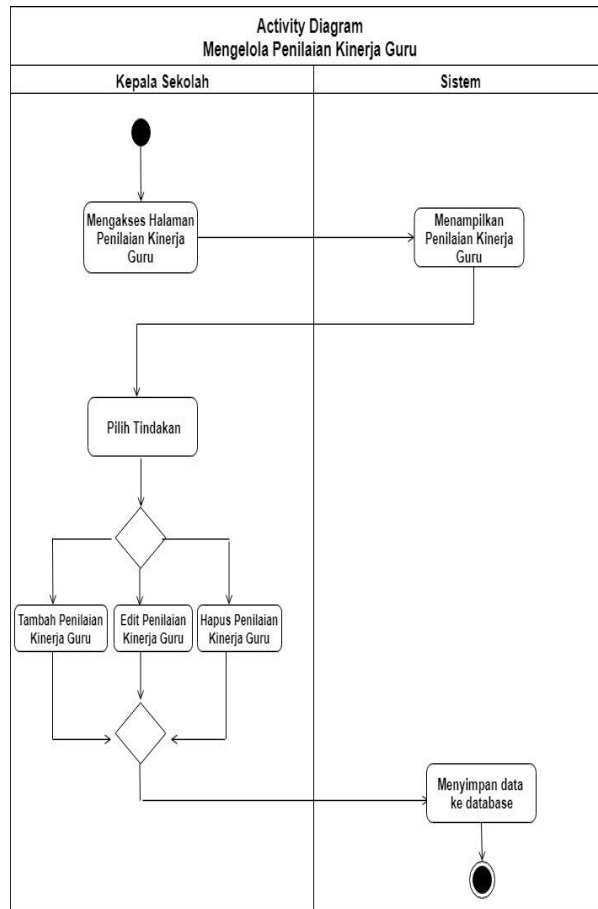 Activity Diagram
Mengelola Penilaian Kinerja Guru
Kepala Sekolah
Sistem
Mengakses Halaman
Penilaian Kinerja
Guru
Menampilkan
Penilaian Kinerja
Guru
Pilih Tindakan
Tambah Penilaian
Kinerja Guru
Edit Penilaian
Kinerja Guru
Hapus Penilaian
Kinerja Guru
Menyimpan data
ke database